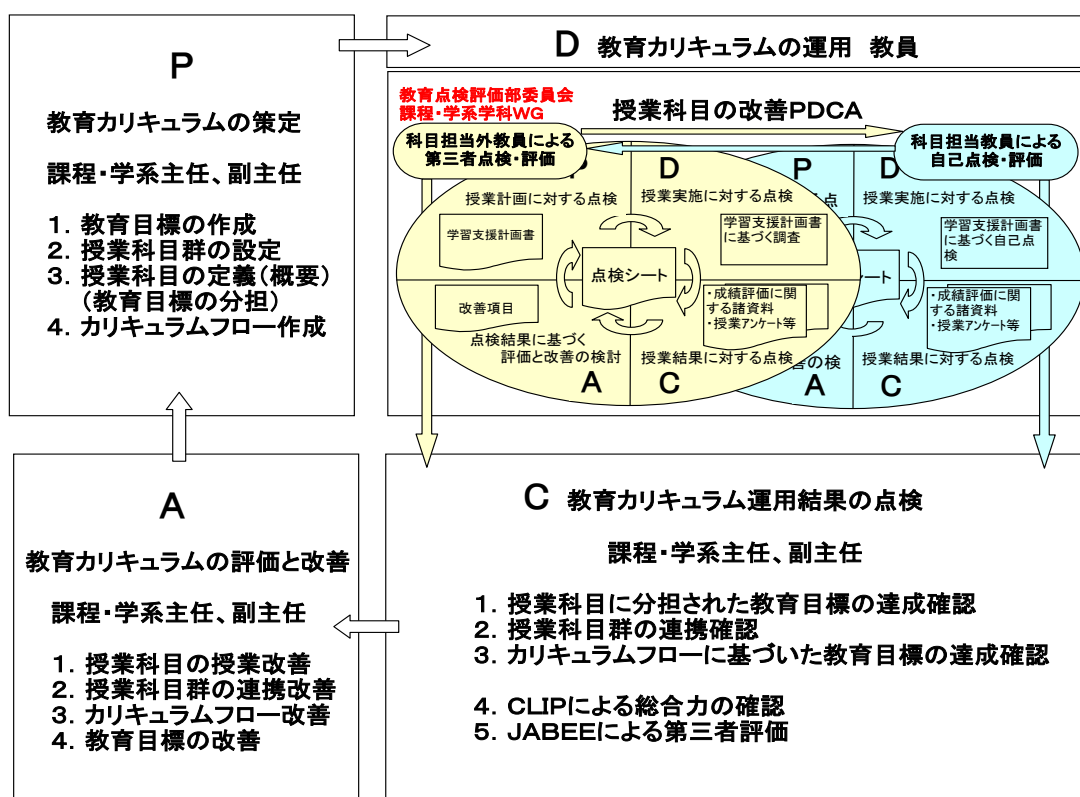 P
教育カリキュラムの策定
課程・学系主任、副主任
1．教育目標の作成
2．授業科目群の設定
3．授業科目の定義（概要）
（教育目標の分担）
4．カリキュラムフロー作成
D 教育カリキュラムの運用 教員
教育点検評価部委員会
課程・学系学科WG
授業科目の改善PDCA
科目担当外教員による
第三者点検・評価
科目担当教員による
自己点検・評価
P
授業計画に対する点検
学習支援計画書
D
授業実施に対する点検
学習支援計画書
に基づく調査
点検シート
改善項目
点検結果に基づく
評価と改善の検討
A
・成績評価に関
する諸資料
・授業アンケート等
授業結果に対する点検
C
P
る点
D
授業実施に対する点検
学習支援計画書
に基づく自己点
検
シート
善の検
A
・成績評価に関
する諸資料
・授業アンケート等
授業結果に対する点検
C
C 教育カリキュラム運用結果の点検
課程・学系主任、副主任
1．授業科目に分担された教育目標の達成確認
2．授業科目群の連携確認
3．カリキュラムフローに基づいた教育目標の達成確認
4．CLIPによる総合力の確認
5．JABEEによる第三者評価
A
教育カリキュラムの評価と改善
課程・学系主任、副主任
1．授業科目の授業改善
2．授業科目群の連携改善
3．カリキュラムフロー改善
4．教育目標の改善